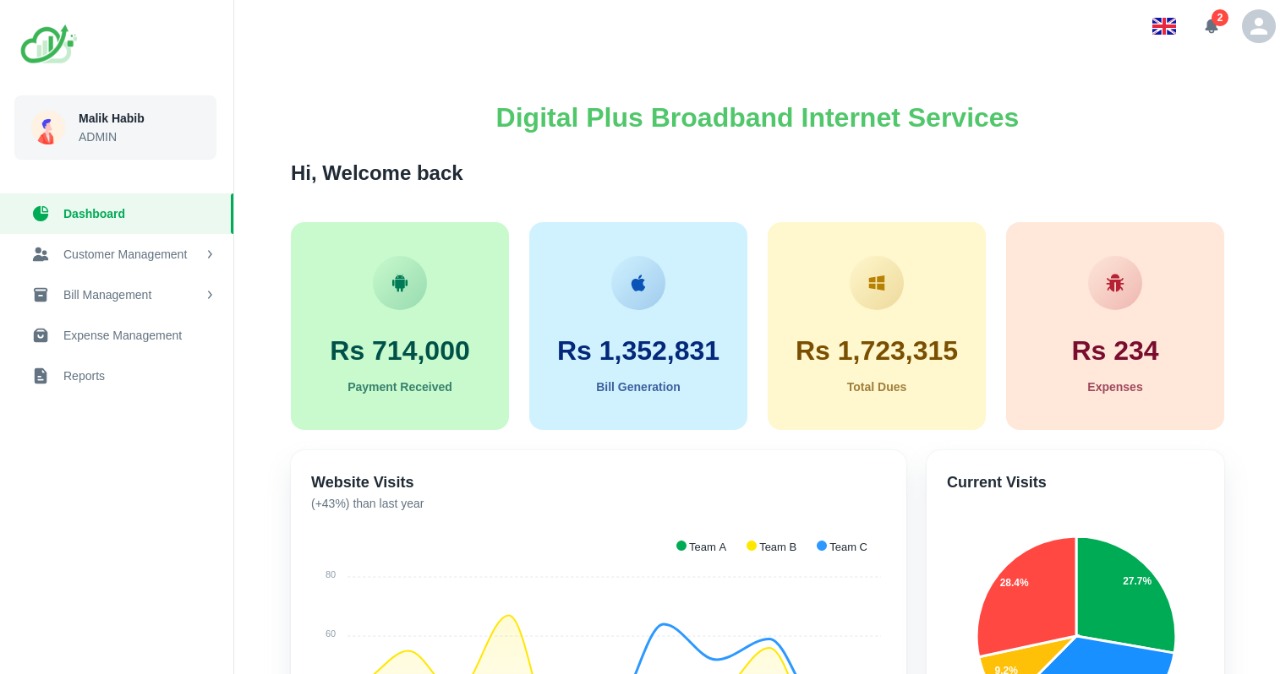 2
Malik Habib
ADMIN
Dashboard
Customer Management
Bill Management
Expense Management
Reports
Digital Plus Broadband Internet Services
Hi, Welcome back
Rs 714,000
Payment Received
Rs 1,352,831
Bill Generation
Rs 1,723,315
Total Dues
Rs 234
Expenses
Website Visits
(+43%) than last year
Team A Team B Team C
80
60
Current Visits
28.4%
27.7%
9.2%